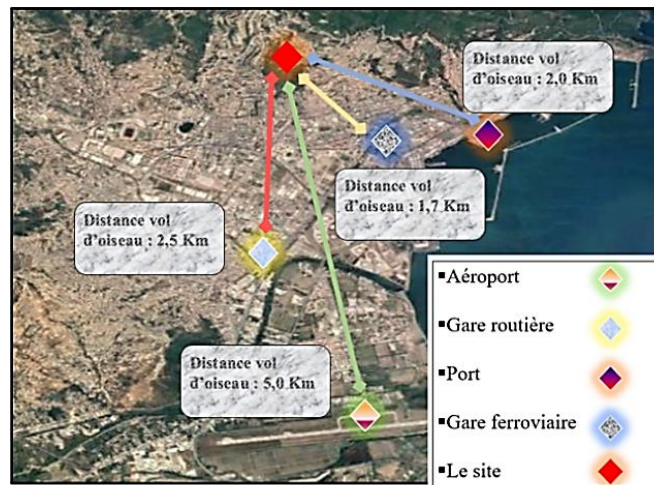 Distance vol
d'oiseau : 2,0 Km
Distance vol
d'oiseau : 1,7 Km
Distance vol
d'oiseau : 2,5 Km
Distance vol
d'oiseau : 5,0 Km
▪Aéroport
▪Gare routière
▪Port
▪Gare ferroviaire
▪Le site